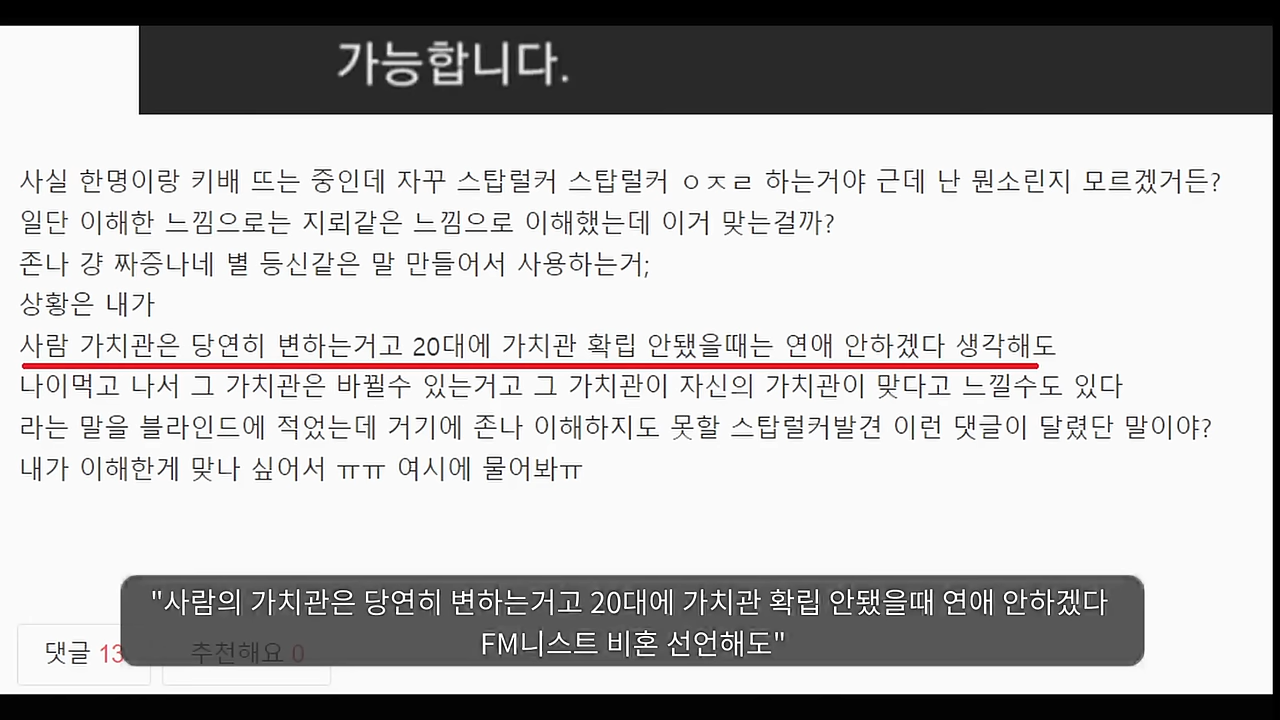 가능합니다.
사실 한명이랑 키배 뜨는 중인데 자꾸 스탑럴커 스탑럴커 ㅇㅈㄹ 하는거야 근데 난 뭔소린지 모르겠거든?
일단 이해한 느낌으로는 지뢰같은 느낌으로 이해했는데 이거 맞는걸까?
존나 걍 짜증나네 별 등신같은 말 만들어서 사용하는거;
상황은 내가
사람 가치관은 당연히 변하는거고 20대에 가치관 확립 안됐을때는 연애 안하겠다 생각해도
나이먹고 나서 그 가치관은 바뀔수 있는거고 그 가치관이 자신의 가치관이 맞다고 느낄수도 있다
라는 말을 블라인드에 적었는데 거기에 존나 이해하지도 못할 스탑럴커발견 이런 댓글이 달렸단 말이야?
내가 이해한게 맞나 싶어서 ㅠㅠ 여시에 물어봐ㅠ
"사람의 가치관은 당연히 변하는거고 20대에 가치관 확립 안됐을때 연애 안하겠다
FM니스트 비혼 선언해도"
댓글 13 추천해요 0